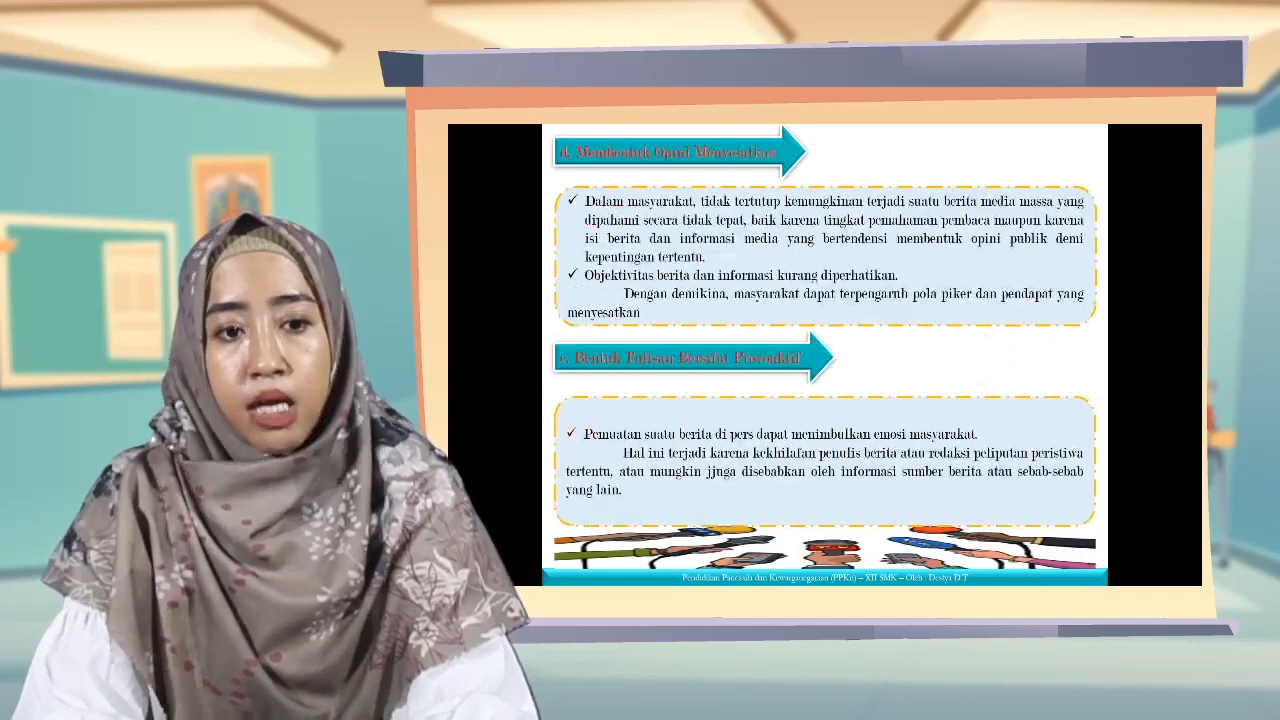 d. Membentuk Opini Menyesatkan
✓ Dalam masyarakat, tidak tertutup kemungkinan terjadi suatu berita media massa yang
dipahami secara tidak tepat, baik karena tingkat pemahaman pembaca maupun karena
isi berita dan informasi media yang bertendensi membentuk opini publik demi
kepentingan tertentu.
✓ Objektivitas berita dan informasi kurang diperhatikan.
Dengan demikina, masyarakat dapat terpengaruh pola piker dan pendapat yang
menyesatkan
e. Bentuk Tulisan Bersifat Provokatif
✓ Pemuatan suatu berita di pers dapat menimbulkan emosi masyarakat.
Hal ini terjadi karena kekhilafan penulis berita atau redaksi peliputan peristiwa
tertentu, atau mungkin jjuga disebabkan oleh informasi sumber berita atau sebab-sebab
yang lain.
Pendidikan Pancasila dan Kewarganegaraan (PPKn) – XII SMK – Oleh : Destya D.T